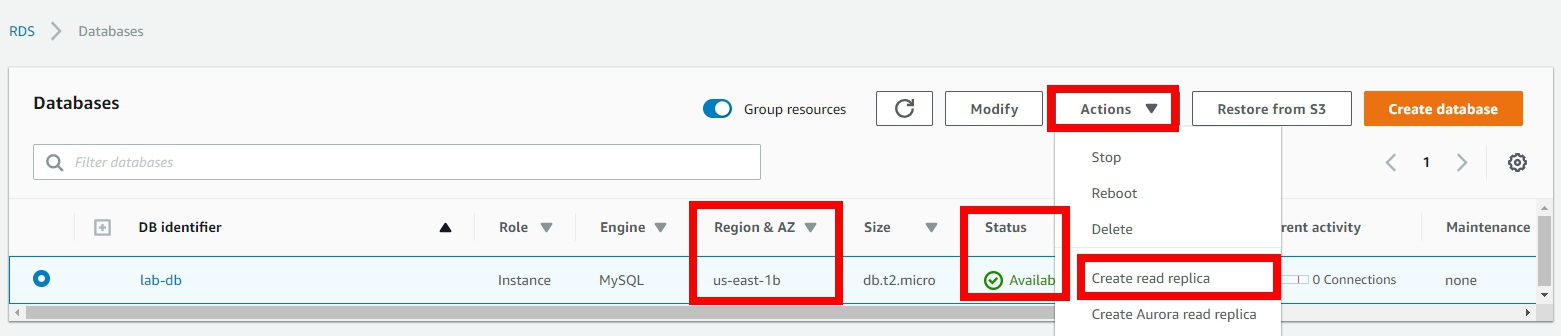 RDS Databases
Databases
Group resources
Modify
Actions
Restore from S3
Create database
Filter databases
1
Stop
Reboot
Delete
Create read replica
Create Aurora read replica
DB identifier Role Engine Region & AZ Size Status rent activity Maintenance
lab-db Instance MySQL us-east-1b db.t2.micro Availab 0 Connections none